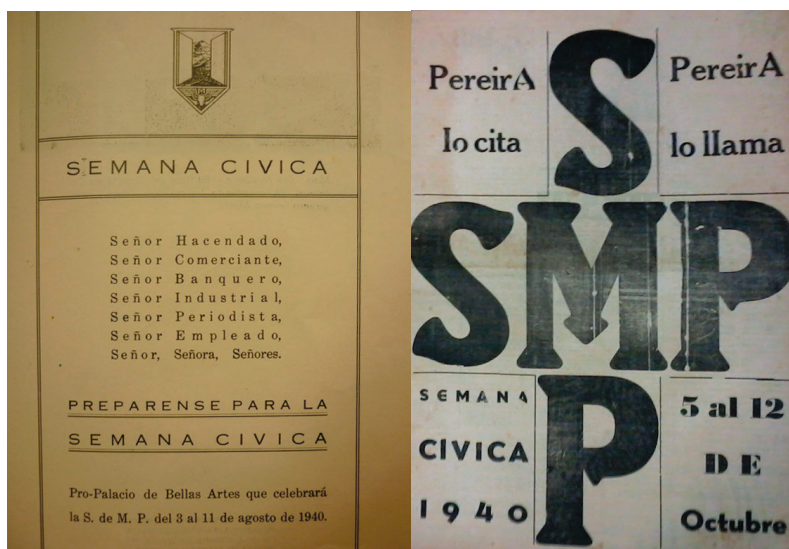 SEMANA CIVICA
Señor Hacendado,
Señor Comerciante,
Señor Banquero,
Señor Industrial,
Señor Periodista,
Señor Empleado,
Señor, Señora, Señores.
PREPARENSE PARA LA
SEMANA CIVICA
Pro-Palacio de Bellas Artes que celebrará
la S. de M. P. del 3 al 11 de agosto de 1940.
PereirA
lo cita
S
PereirA
lo llama
SMP
SEMANA
CIVICA
1940
P
5 al 12
DE
Octubre